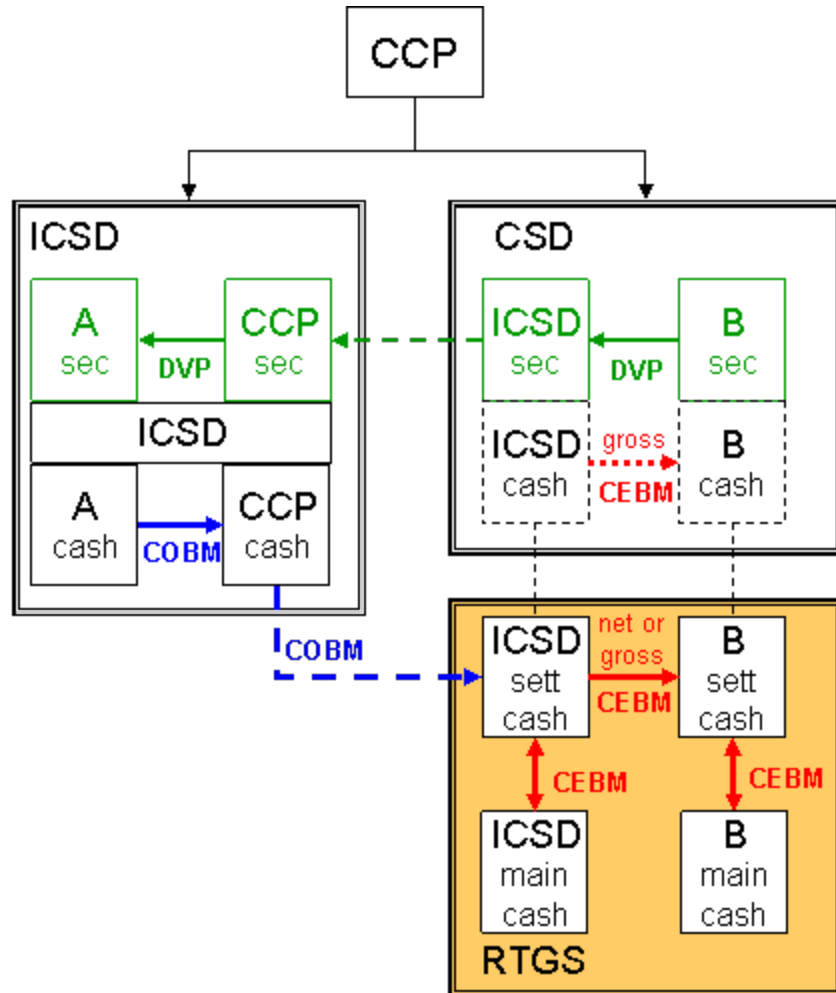 CCP
ICSD
A
sec
DVP
CCP
sec
ICSD
A
cash
COBM
CCP
cash
COBM
CSD
ICSD
sec
DVP
B
sec
ICSD
cash
gross
CEBM
B
cash
ICSD
sett
cash
net or
gross
CEBM
B
sett
cash
CEBM
CEBM
ICSD
main
cash
B
main
cash
RTGS